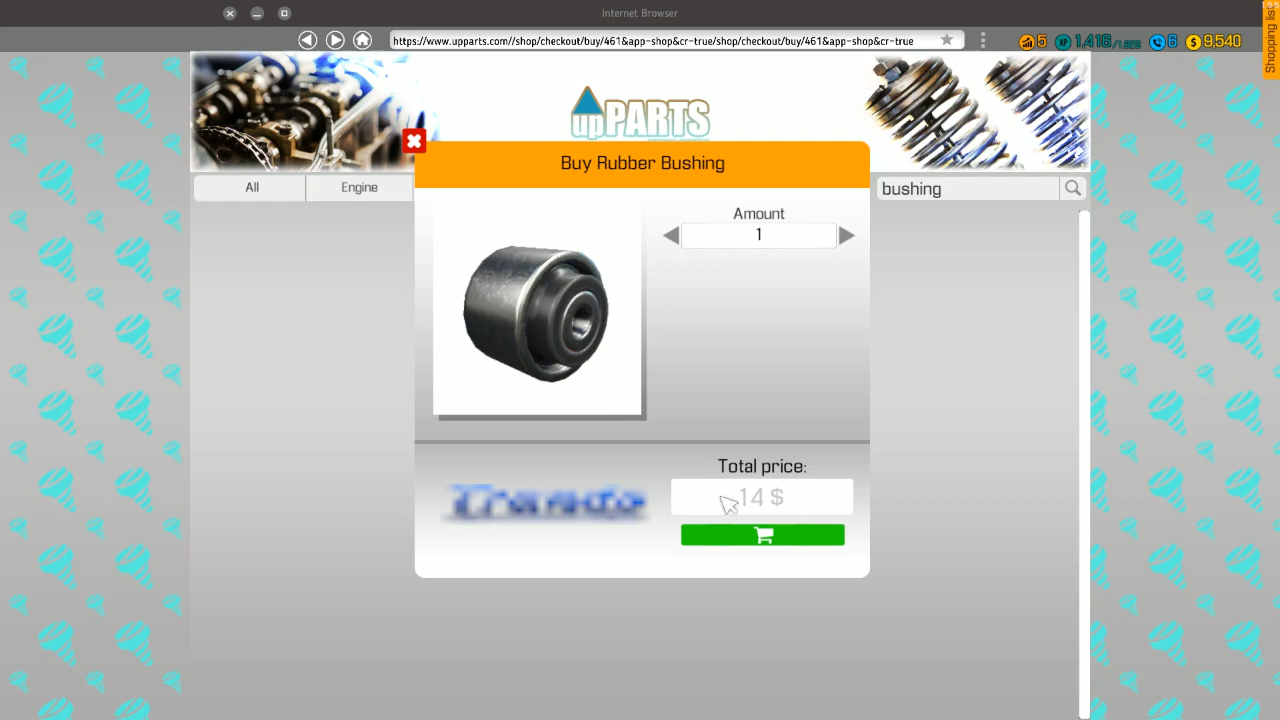 Internet Browser
https://www.upparts.com//shop/checkout/buy/461&app-shop&cr-true/shop/checkout/buy/461&app-shop&cr-true
5
XP 1,416
6
$ 9,540
Shopping list
upPARTS
Buy Rubber Bushing
All
Engine
bushing
Amount
1
Total price:
14 $